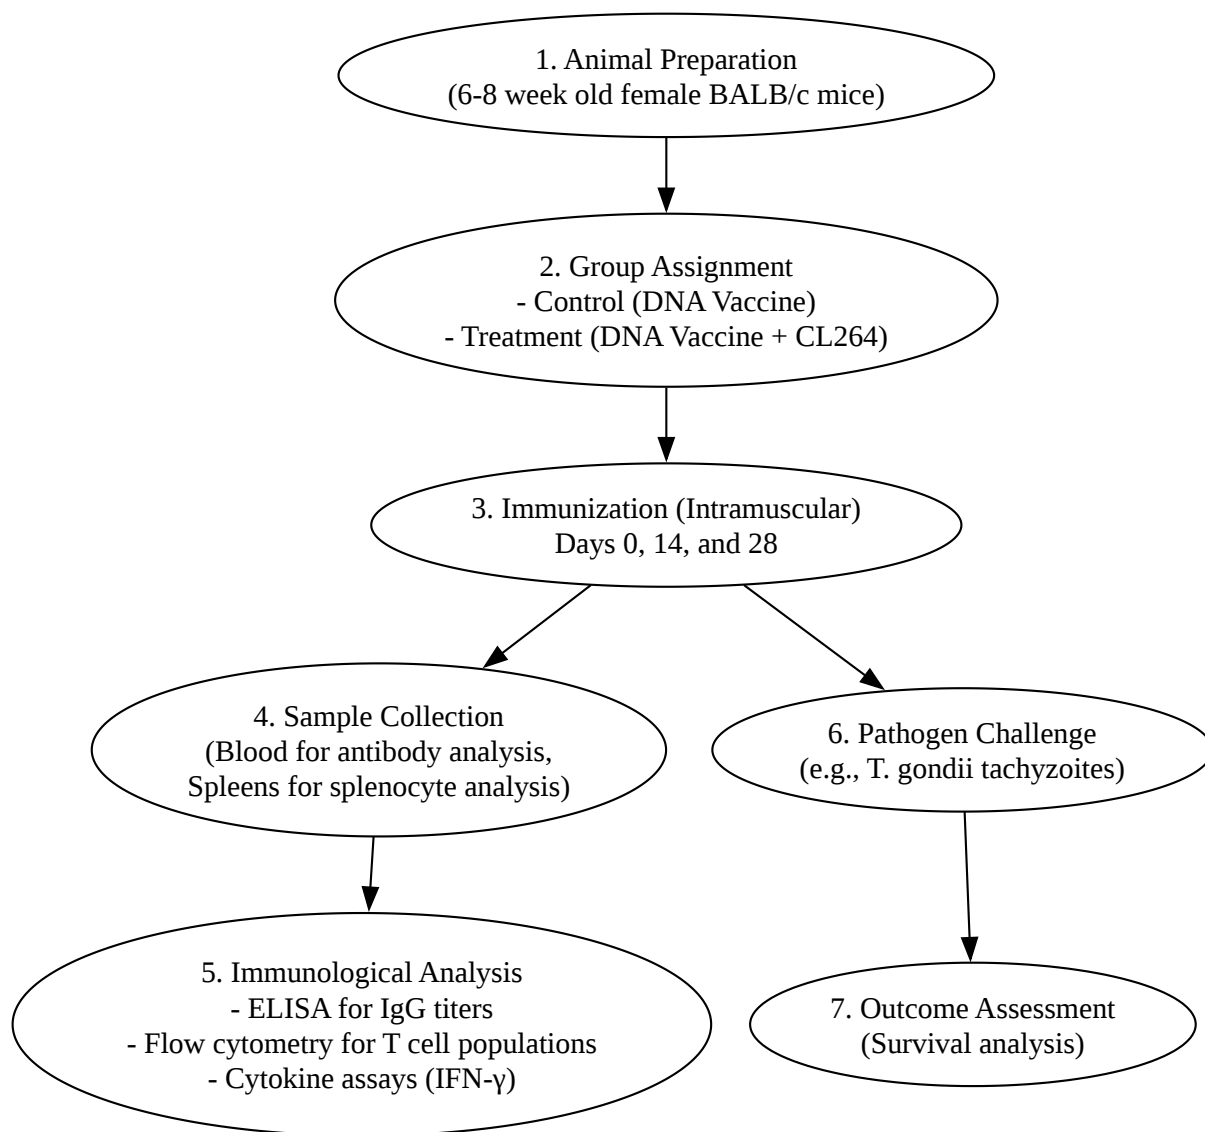 1. Animal Preparation
(6-8 week old female BALB/c mice)
2. Group Assignment
- Control (DNA Vaccine)
- Treatment (DNA Vaccine + CL264)
3. Immunization (Intramuscular)
Days 0, 14, and 28
4. Sample Collection
(Blood for antibody analysis,
Spleens for splenocyte analysis)
5. Immunological Analysis
- ELISA for IgG titers
- Flow cytometry for T cell populations
- Cytokine assays (IFN-γ)
6. Pathogen Challenge
(e.g., T. gondii tachyzoites)
7. Outcome Assessment
(Survival analysis)